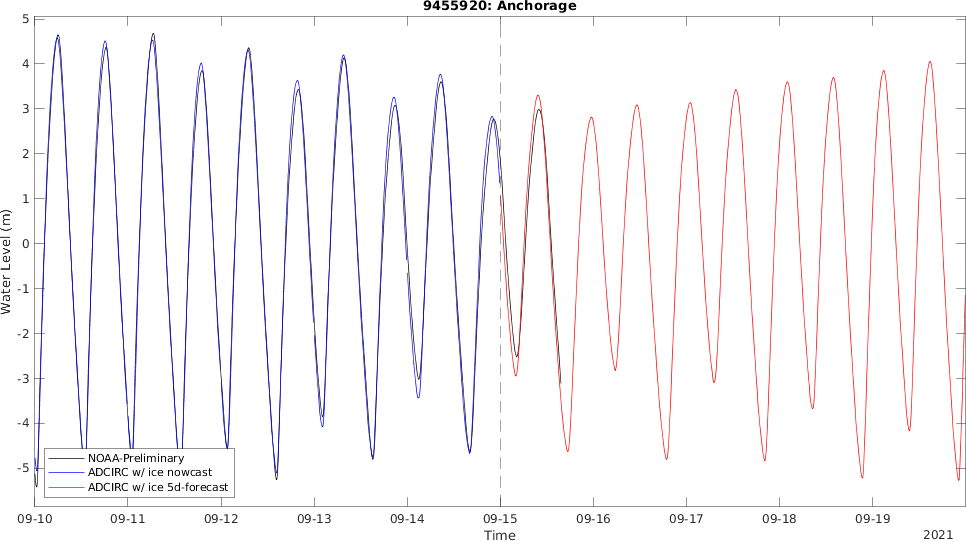 9455920: Anchorage
5
4
3
2
1
0
-1
-2
-3
-4
-5
Water Level (m)
NOAA-Preliminary
ADCIRC w/ ice nowcast
ADCIRC w/ ice 5d-forecast
09-10 09-11 09-12 09-13 09-14 09-15 09-16 09-17 09-18 09-19
Time
2021